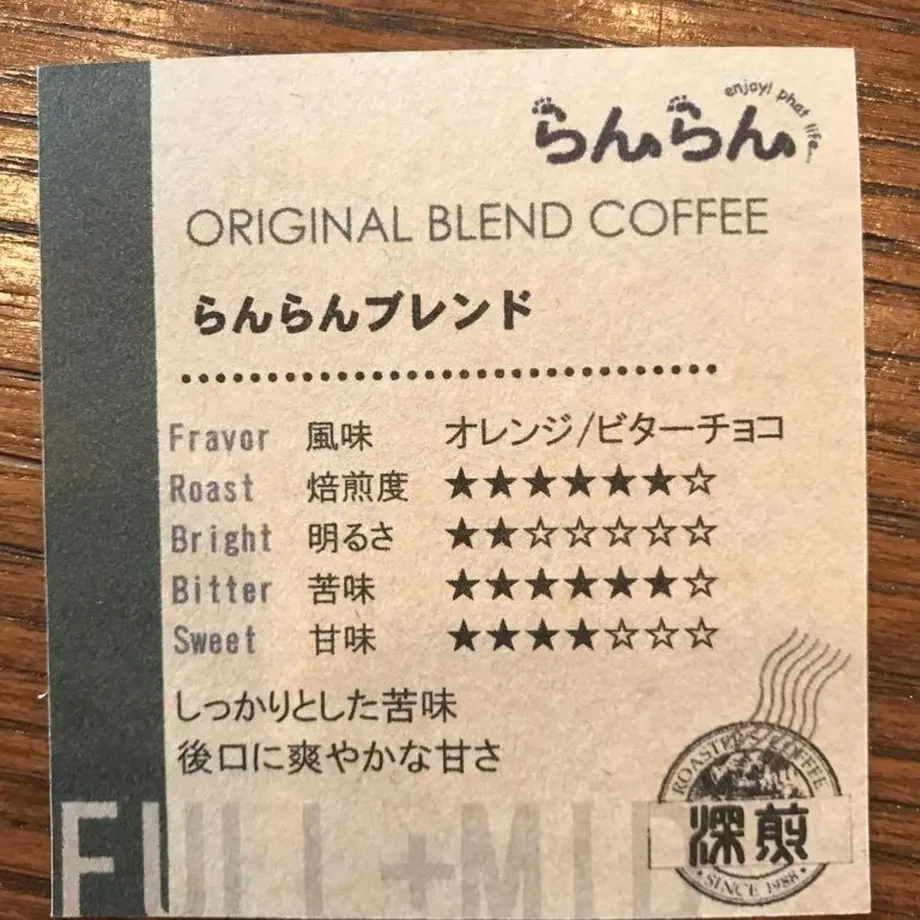 enjoy! phat life...
らんらん
ORIGINAL BLEND COFFEE
らんらんブレンド
Fravor 風味 オレンジ/ビターチョコ
Roast 焙煎度 ★★★★★★☆
Bright 明るさ ★★☆☆☆☆☆
Bitter 苦味 ★★★★★★☆
Sweet 甘味 ★★★★☆☆☆
しっかりとした苦味
後口に爽やかな甘さ
ROASTER'S COFFEE
深煎
SINCE 1988
FULL+MID